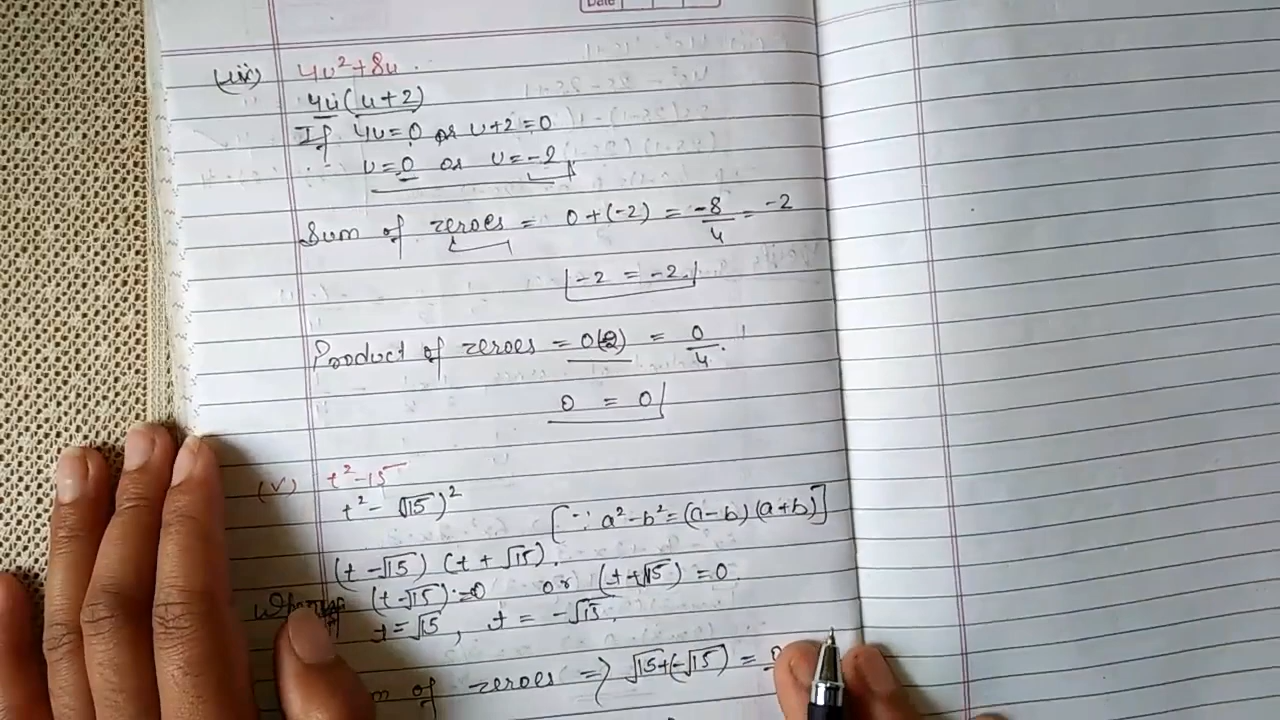 Date
4u²+8u.
4u(u+2)
If 4u=0 or u+2=0
∴ u=0 or u=-2
Sum of zeroes = 0+(-2) = -8/4 = -2
-2 = -2.
Product of zeroes = 0(2) = 0/4.
0 = 0
(v) t²-15
t²-(√15)²
[∵ a²-b²=(a-b)(a+b)]
(t-√15) (t+√15).
(t-√15)=0 or (t+√15)=0.
t=√15, t = -√15.
of zeroes ⇒ √15+(-√15) =